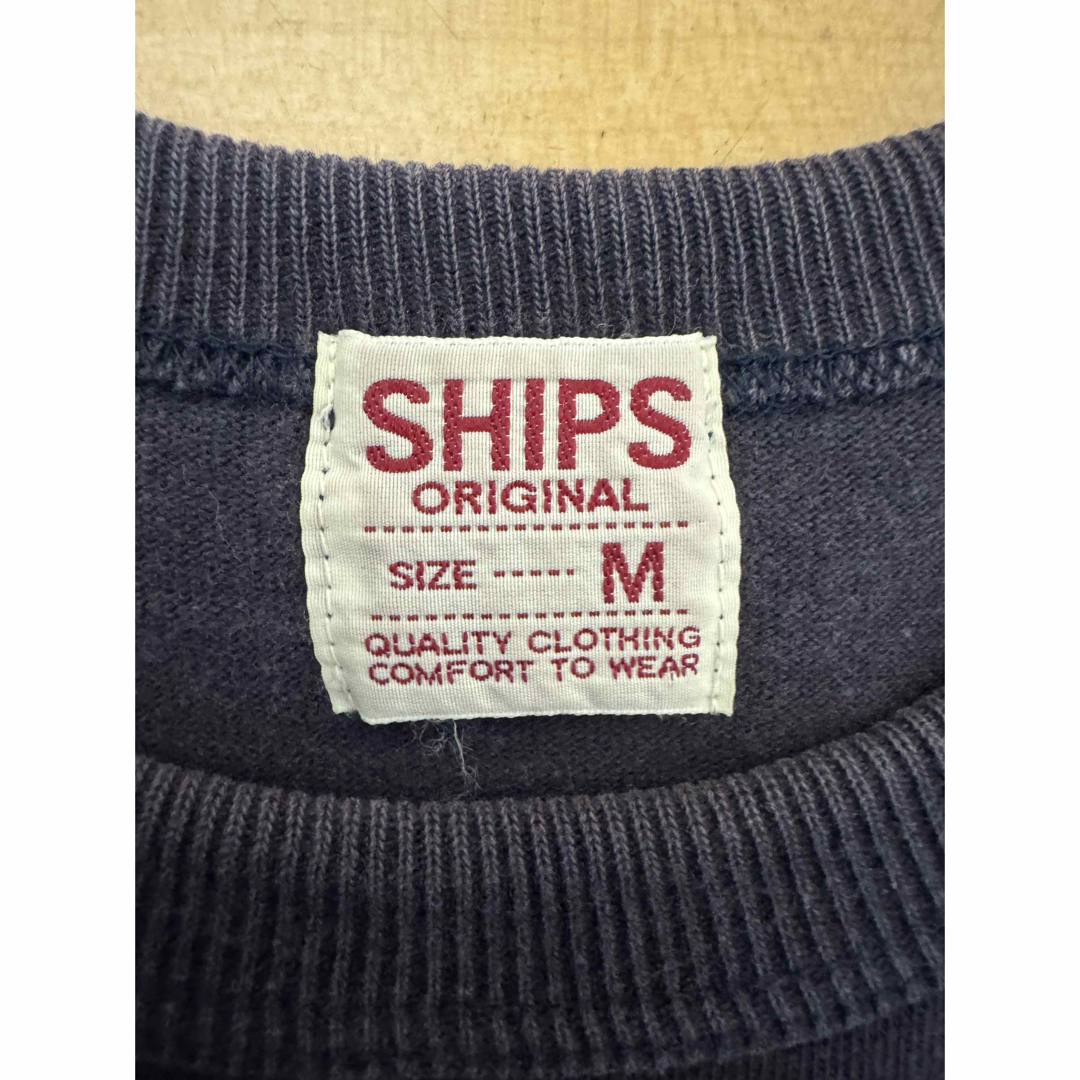 SHIPS
ORIGINAL
SIZE ----- M
QUALITY CLOTHING
COMFORT TO WEAR